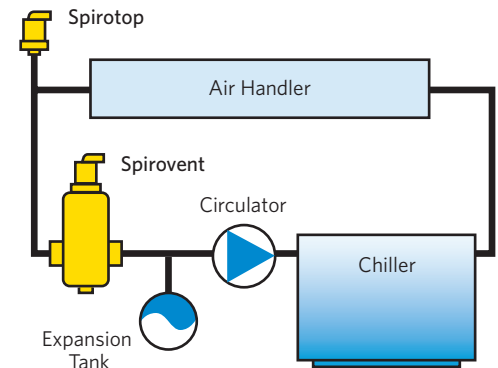 Spirotop
Air Handler
Spirovent
Circulator
Chiller
Expansion
Tank